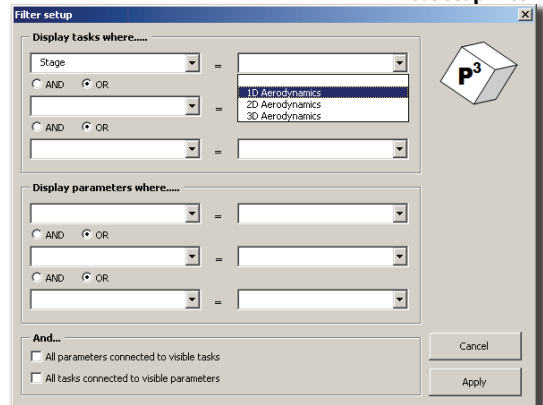 Filter setup
Display tasks where.....
Stage =
AND OR
1D Aerodynamics
2D Aerodynamics
3D Aerodynamics
=
AND OR
=
Display parameters where.....
=
AND OR
=
AND OR
=
And...
All parameters connected to visible tasks
All tasks connected to visible parameters
Cancel
Apply
P3